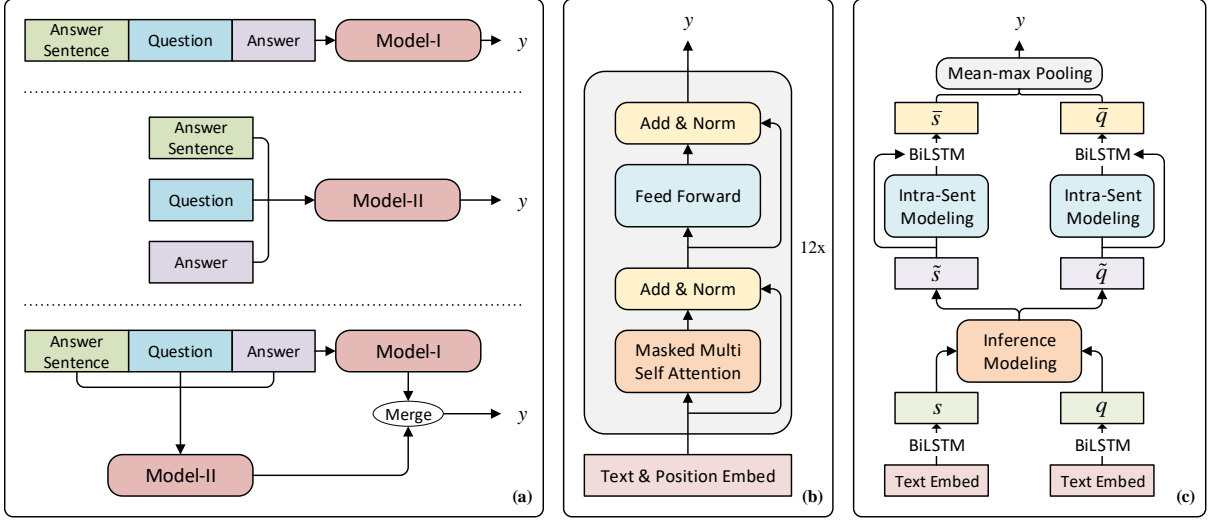 Answer Sentence
Question
Answer
Model-I
y
Answer Sentence
Question
Answer
Model-II
y
Answer Sentence
Question
Answer
Model-I
Merge
y
Model-II
(a)
y
Add & Norm
Feed Forward
12x
Add & Norm
Masked Multi
Self Attention
Text & Position Embed
(b)
y
Mean-max Pooling
s̅
q̅
BiLSTM
BiLSTM
Intra-Sent
Modeling
Intra-Sent
Modeling
s̃
q̃
Inference
Modeling
s
q
BiLSTM
BiLSTM
Text Embed
Text Embed
(c)